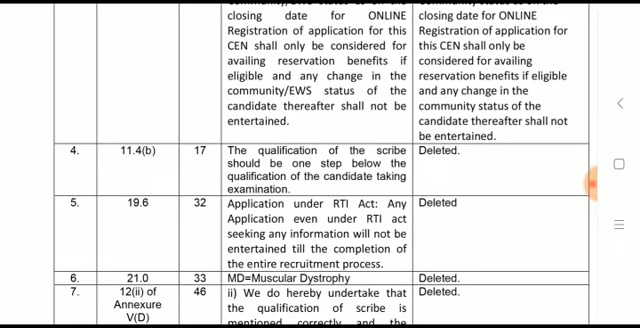 closing date for ONLINE
Registration of application for this
CEN shall only be considered for
availing reservation benefits if
eligible and any change in the
community/EWS status of the
candidate thereafter shall not be
entertained.
closing date for ONLINE
Registration of application for
this CEN shall only be
considered for availing
reservation benefits if eligible
and any change in the
community status of the
candidate thereafter shall not
be entertained.
4. 11.4(b) 17 The qualification of the scribe Deleted.
should be one step below the
qualification of the candidate taking
examination.
5. 19.6 32 Application under RTI Act: Any Deleted
Application even under RTI act
seeking any information will not be
entertained till the completion of
the entire recruitment process.
6. 21.0 33 MD=Muscular Dystrophy Deleted.
7. 12(ii) of 46 ii) We do hereby undertake that Deleted.
Annexure the qualification of scribe is
V(D) mentioned correctly and the